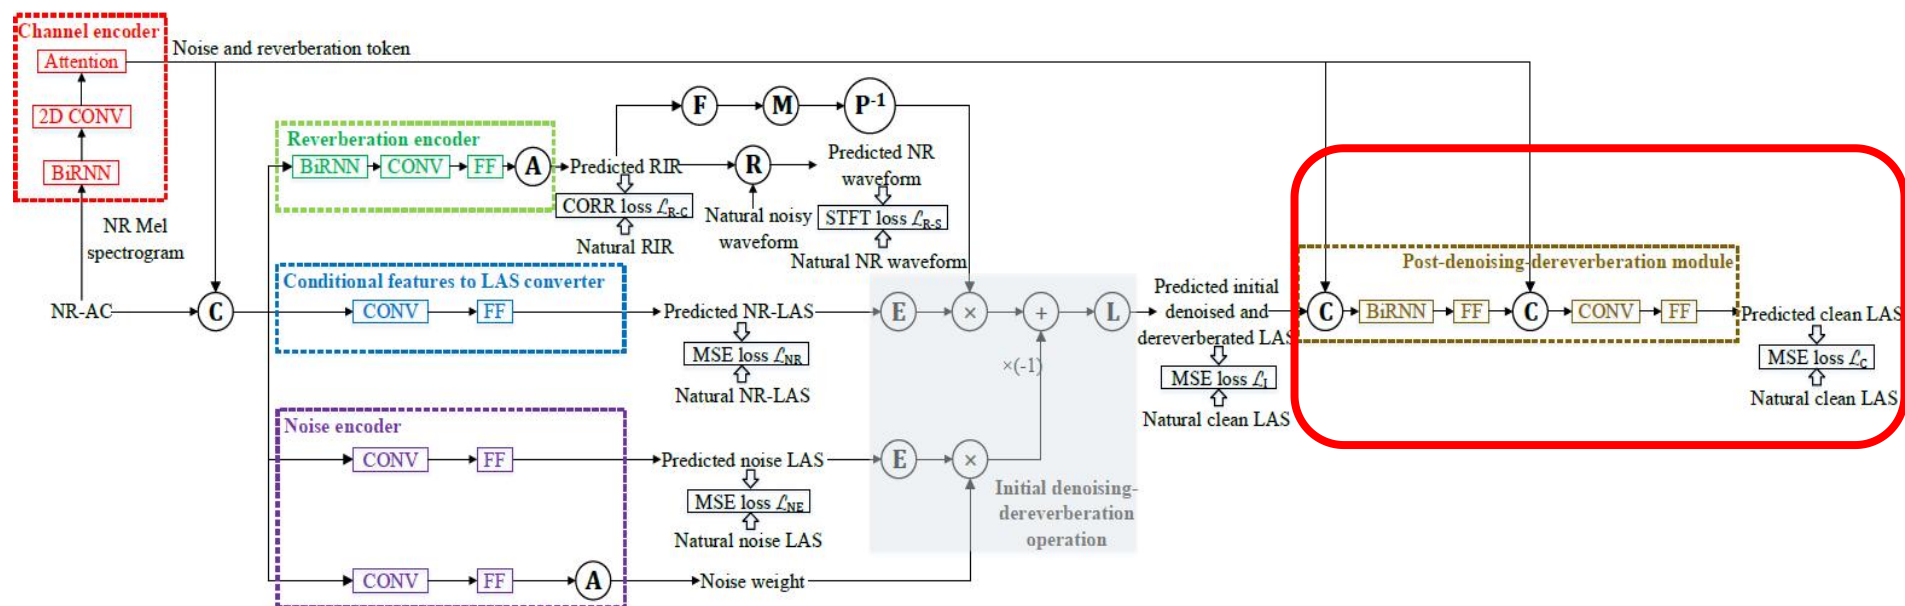 Channel encoder
Attention
2D CONV
BiRNN
Noise and reverberation token
NR Mel
spectrogram
NR-AC
C
Reverberation encoder
BiRNN
CONV
FF
A
Predicted RIR
CORR loss ℒR-C
Natural RIR
F
M
P-1
R
Natural noisy
waveform
Predicted NR
waveform
STFT loss ℒR-S
Natural NR waveform
Conditional features to LAS converter
CONV
FF
Predicted NR-LAS
MSE loss ℒNR
Natural NR-LAS
Noise encoder
CONV
FF
Predicted noise LAS
MSE loss ℒNE
Natural noise LAS
CONV
FF
A
Noise weight
E
×
+
L
×(-1)
E
×
Initial denoising-
dereverberation
operation
Predicted initial
denoised and
dereverberated LAS
MSE loss ℒI
Natural clean LAS
Post-denoising-dereverberation module
C
BiRNN
FF
C
CONV
FF
Predicted clean LAS
MSE loss ℒC
Natural clean LAS